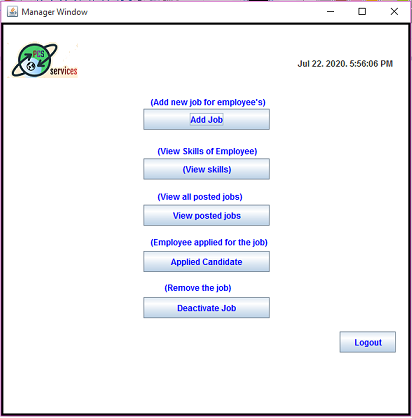 Manager Window
PCS
services
Jul 22. 2020. 5:56:06 PM
(Add new job for employee's)
Add Job
(View Skills of Employee)
(View skills)
(View all posted jobs)
View posted jobs
(Employee applied for the job)
Applied Candidate
(Remove the job)
Deactivate Job
Logout